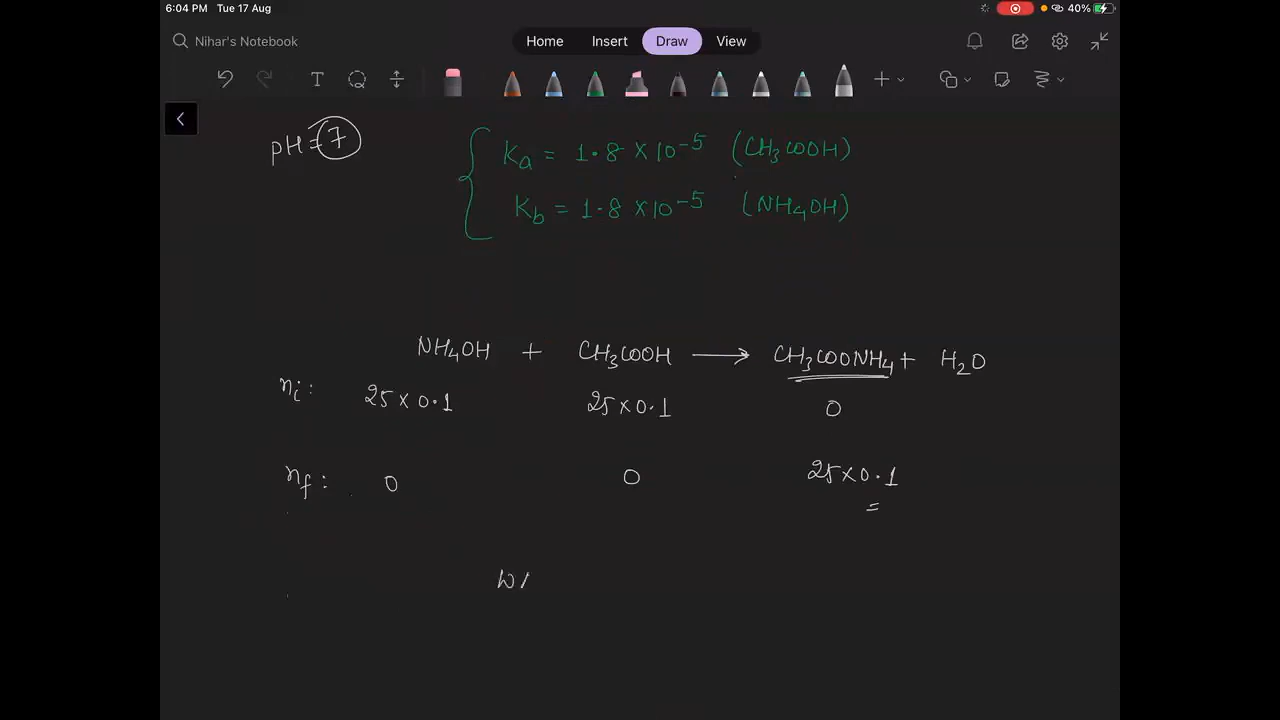 6:04 PM Tue 17 Aug 40%
Nihar's Notebook Home Insert Draw View
pH = 7
Ka = 1.8 × 10⁻⁵ (CH₃COOH)
Kb = 1.8 × 10⁻⁵ (NH₄OH)
NH₄OH + CH₃COOH ⟶ CH₃COONH₄ + H₂O
nᵢ : 25 × 0.1 25 × 0.1 0
n_f : 0 0 25 × 0.1
=